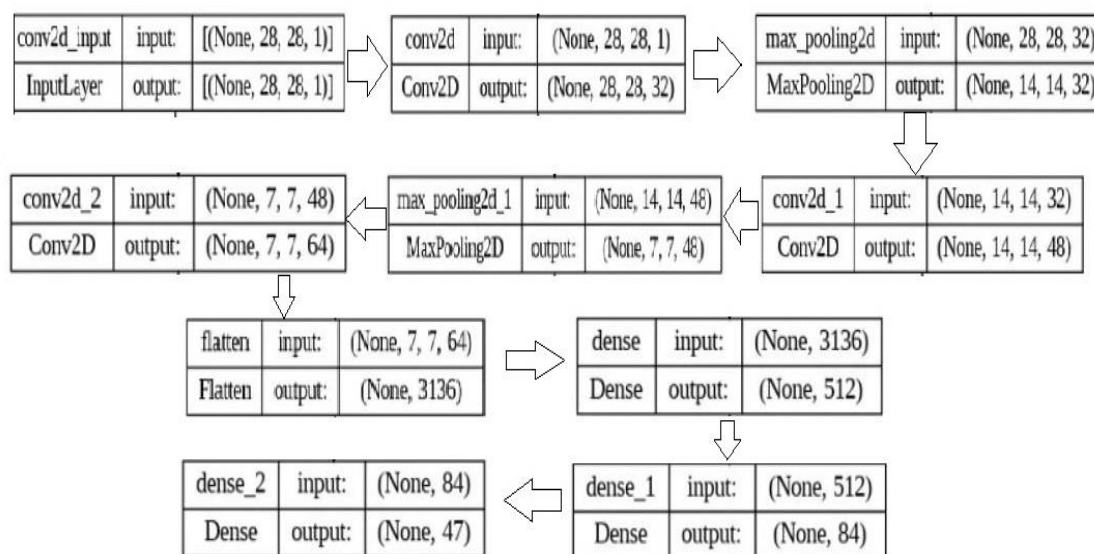 conv2d_input input: [(None, 28, 28, 1)]
InputLayer output: [(None, 28, 28, 1)]
conv2d input: (None, 28, 28, 1)
Conv2D output: (None, 28, 28, 32)
max_pooling2d input: (None, 28, 28, 32)
MaxPooling2D output: (None, 14, 14, 32)
conv2d_1 input: (None, 14, 14, 32)
Conv2D output: (None, 14, 14, 48)
max_pooling2d_1 input: (None, 14, 14, 48)
MaxPooling2D output: (None, 7, 7, 48)
conv2d_2 input: (None, 7, 7, 48)
Conv2D output: (None, 7, 7, 64)
flatten input: (None, 7, 7, 64)
Flatten output: (None, 3136)
dense input: (None, 3136)
Dense output: (None, 512)
dense_1 input: (None, 512)
Dense output: (None, 84)
dense_2 input: (None, 84)
Dense output: (None, 47)